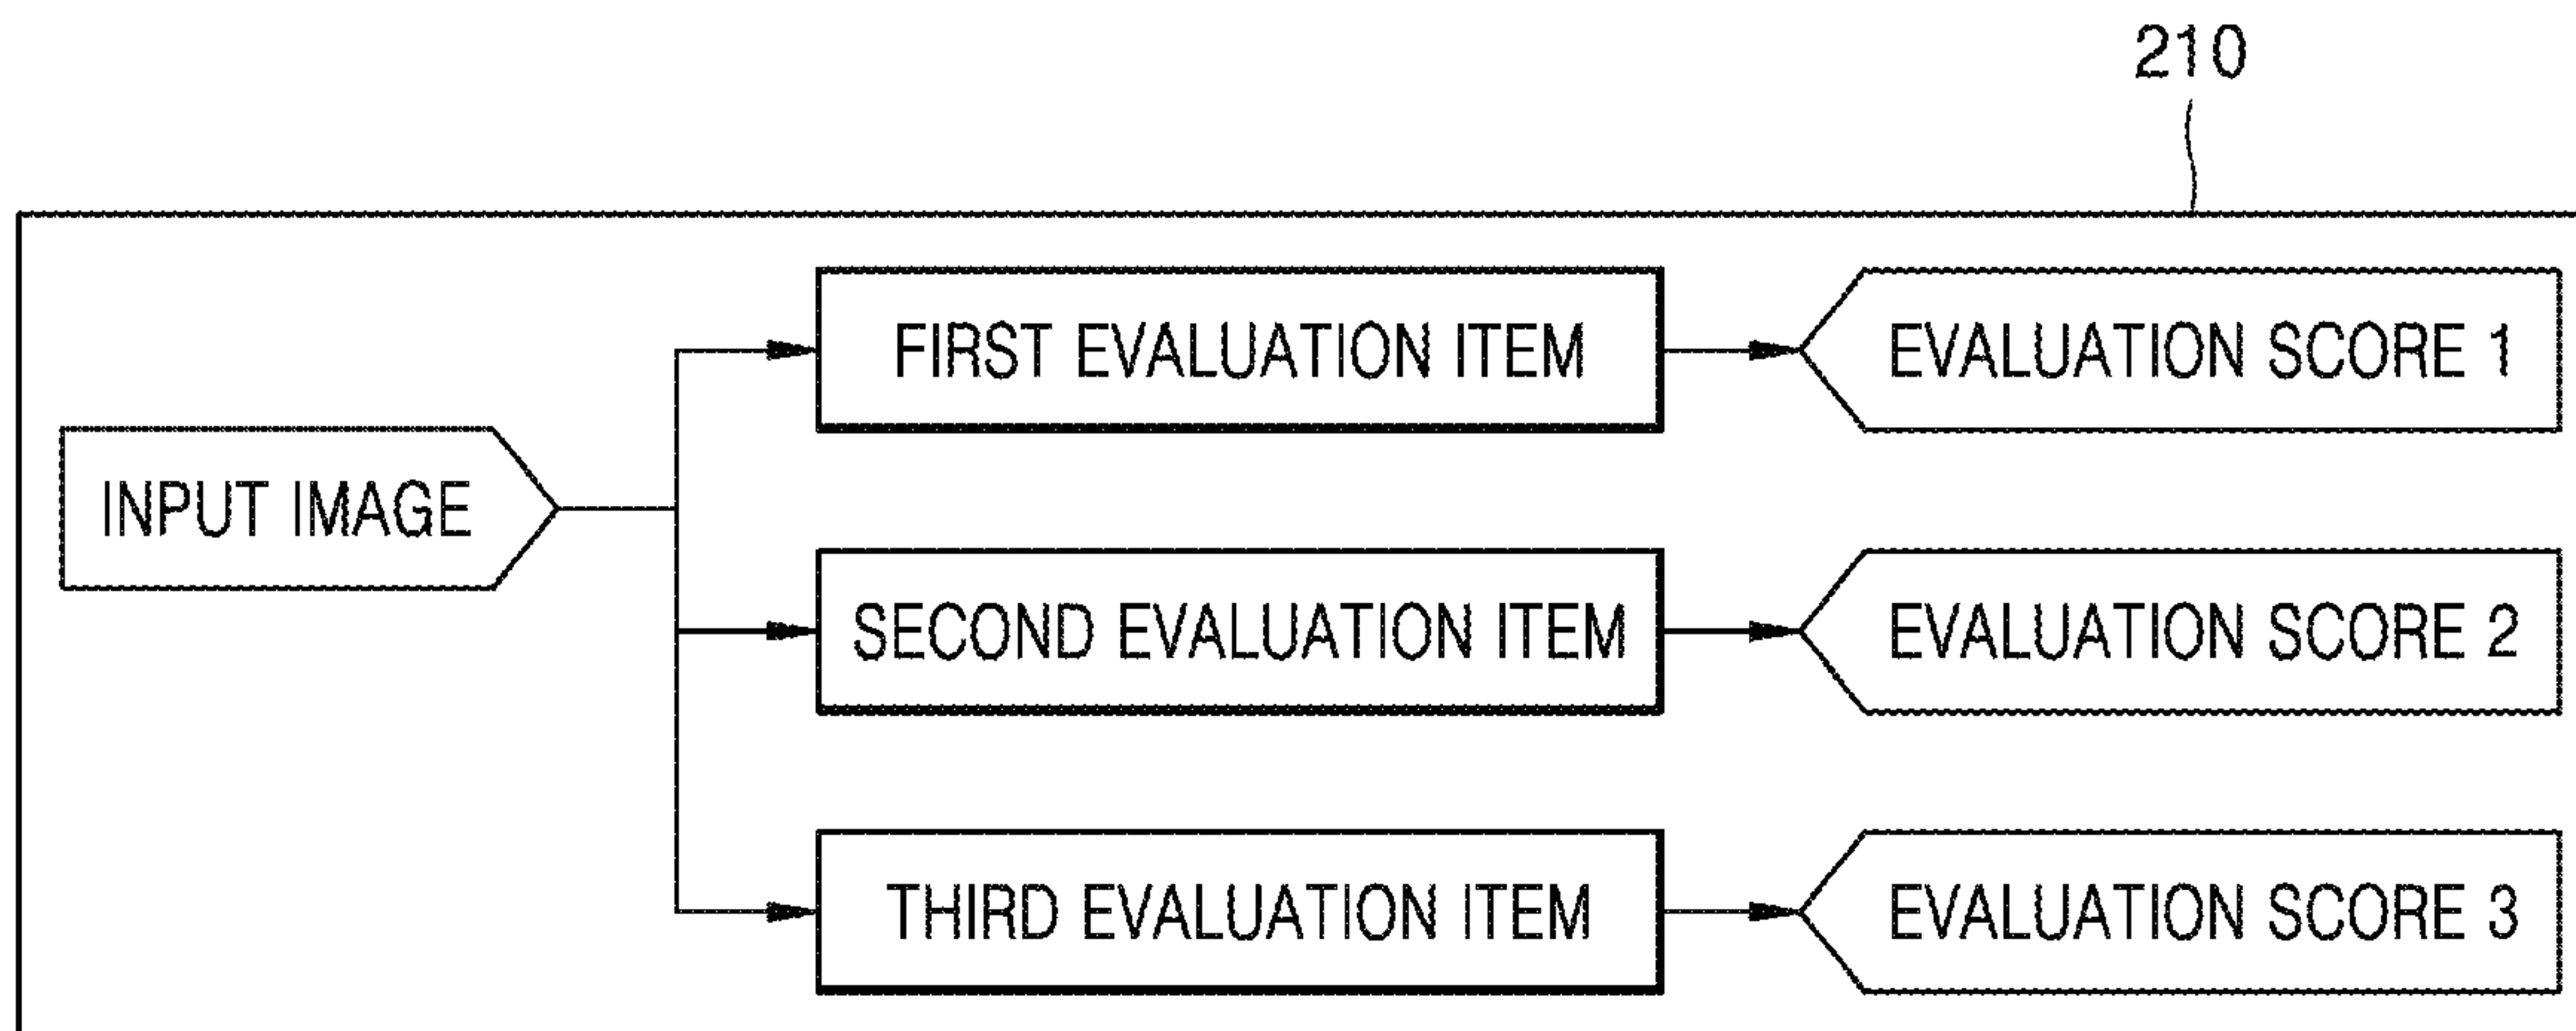 210
FIRST EVALUATION ITEM
EVALUATION SCORE 1
INPUT IMAGE
SECOND EVALUATION ITEM
EVALUATION SCORE 2
THIRD EVALUATION ITEM
EVALUATION SCORE 3